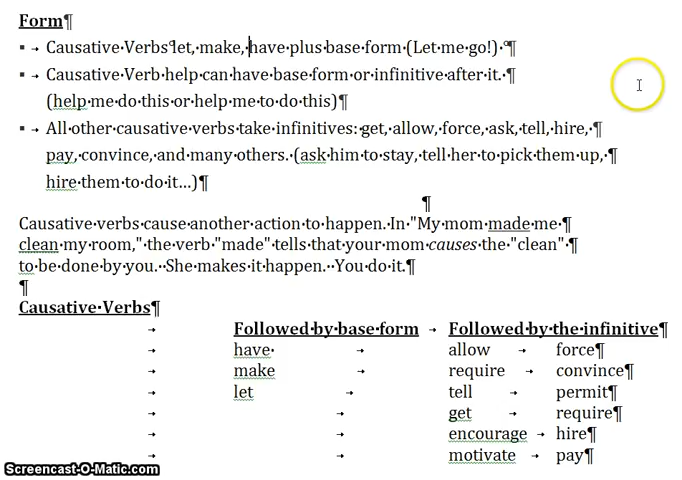 Form¶
▪ → Causative·Verbs°let,·make,·have·plus·base·form·(Let·me·go!)·°¶
▪ → Causative·Verb·help·can·have·base·form·or·infinitive·after·it.·¶
(help·me·do·this·or·help·me·to·do·this)¶
▪ → All·other·causative·verbs·take·infinitives:·get,·allow,·force,·ask,·tell,·hire,·¶
pay,·convince,·and·many·others.·(ask·him·to·stay,·tell·her·to·pick·them·up,·¶
hire·them·to·do·it...)¶
¶
Causative·verbs·cause·another·action·to·happen.·In·"My·mom·made·me·¶
clean·my·room,"·the·verb·"made"·tells·that·your·mom·causes·the·"clean"·¶
to·be·done·by·you.··She·makes·it·happen.··You·do·it.¶
¶
Causative·Verbs¶
→ Followed·by·base·form → Followed·by·the·infinitive¶
→ have· → allow → force¶
→ make → require → convince¶
→ let → tell → permit¶
→ → get → require¶
→ → encourage → hire¶
→ → motivate → pay¶
Screencast-O-Matic.com